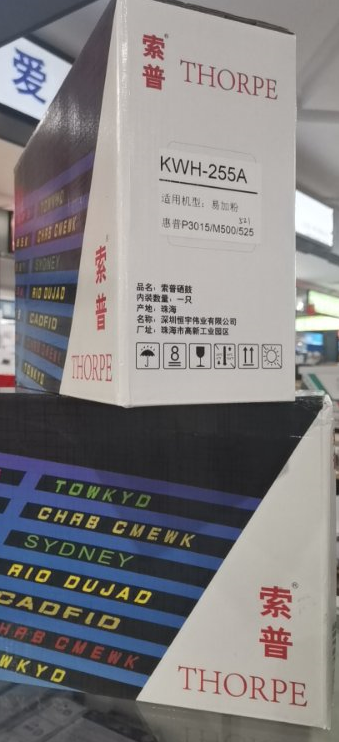 爱
索普
THORPE
KWH-255A
适用机型：易加粉
521
惠普P3015/M500/525
品名：索普硒鼓
内装数量：一只
产地：珠海
名称：深圳恒宇伟业有限公司
厂址：珠海市高新工业园区
8
TOWKYO
CHRB CMEWK
SYDNEY
RIO DUJAD
CADFID
TOWKYD
索普
THORPE
TOWKYD
CHRB CMEWK
SYDNEY
RIO DUJAD
CADFID
HRB CMEWK
WKYD
索普
THORPE